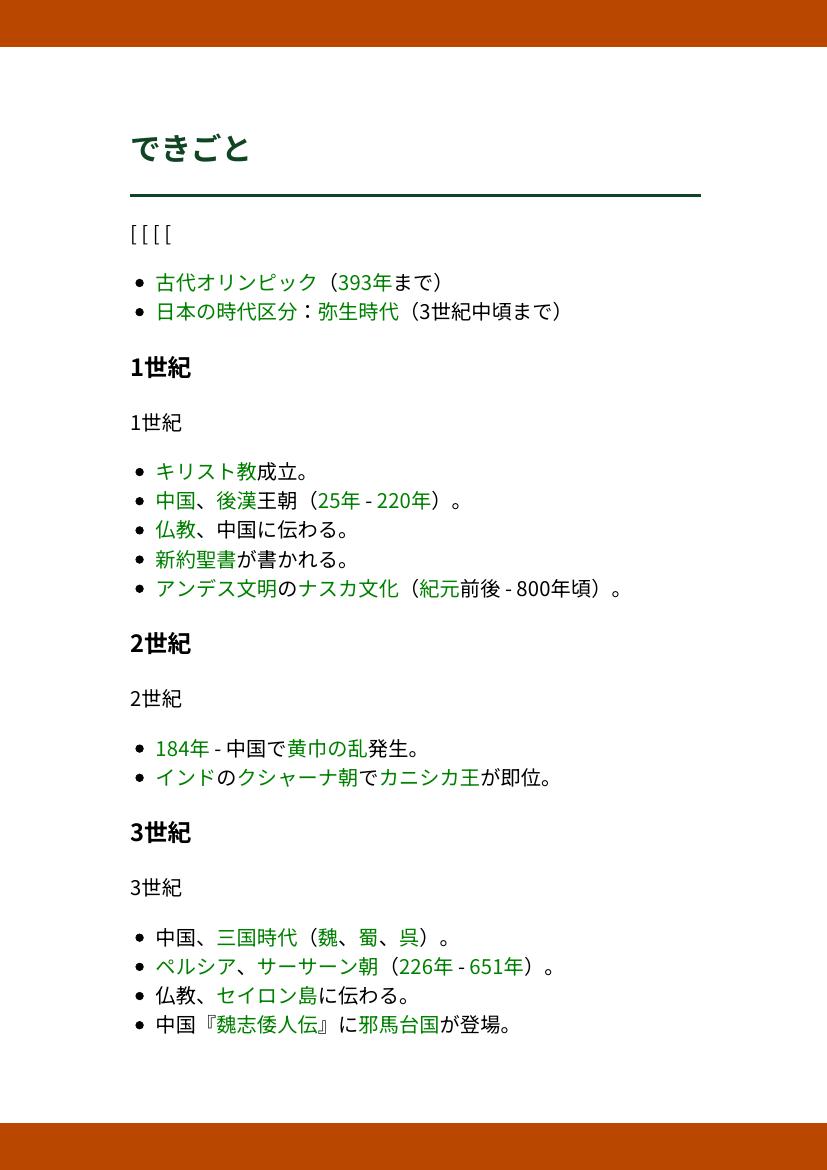 できごと
[ [ [ [
• 古代オリンピック（393年まで）
• 日本の時代区分：弥生時代（3世紀中頃まで）
1世紀
1世紀
• キリスト教成立。
• 中国、後漢王朝（25年 - 220年）。
• 仏教、中国に伝わる。
• 新約聖書が書かれる。
• アンデス文明のナスカ文化（紀元前後 - 800年頃）。
2世紀
2世紀
• 184年 - 中国で黄巾の乱発生。
• インドのクシャーナ朝でカニシカ王が即位。
3世紀
3世紀
• 中国、三国時代（魏、蜀、呉）。
• ペルシア、サーサーン朝（226年 - 651年）。
• 仏教、セイロン島に伝わる。
• 中国『魏志倭人伝』に邪馬台国が登場。